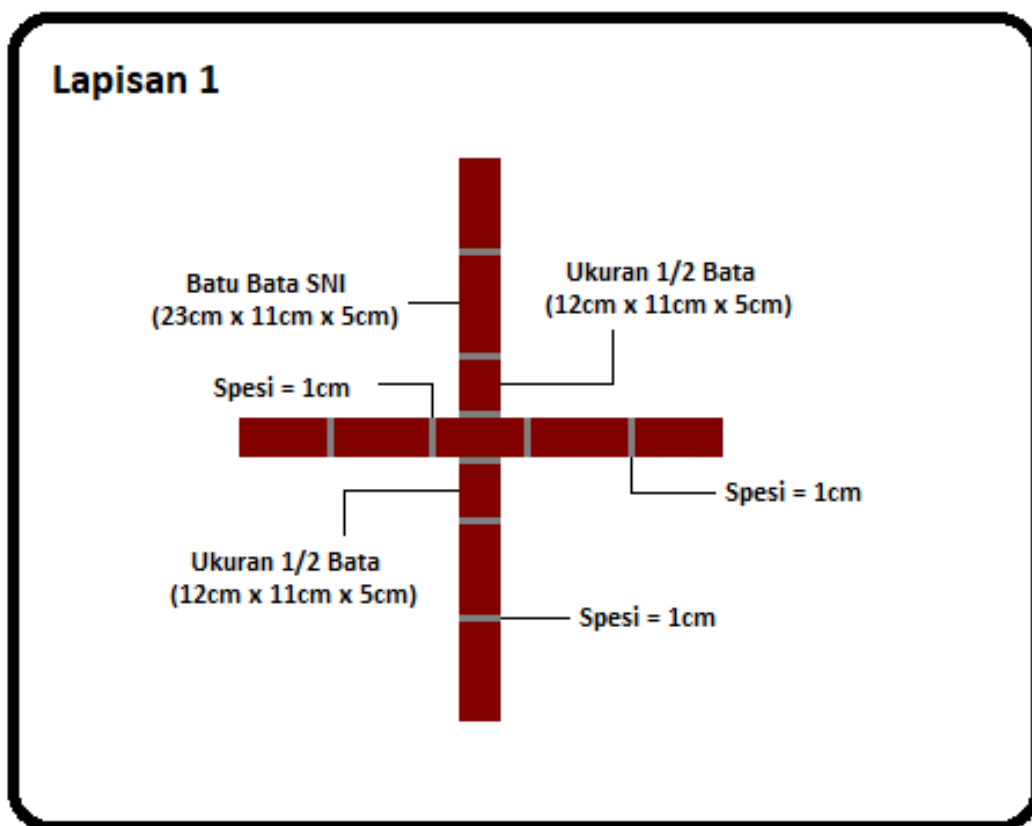 Lapisan 1
Ukuran 1/2 Bata
(12cm x 11cm x 5cm)
Batu Bata SNI
(23cm x 11cm x 5cm)
Spesi = 1cm
Spesi = 1cm
Ukuran 1/2 Bata
(12cm x 11cm x 5cm)
Spesi = 1cm